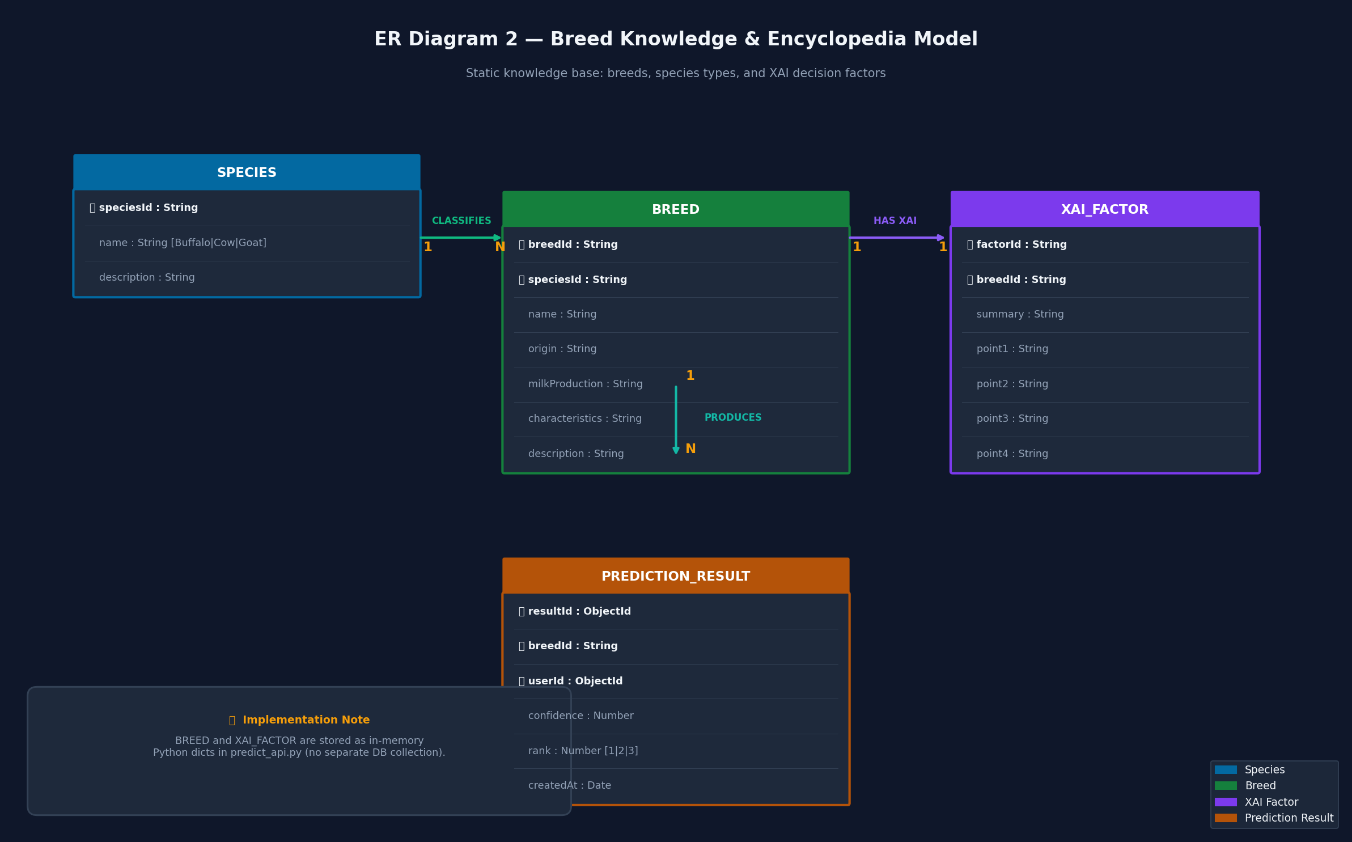 ER Diagram 2 — Breed Knowledge & Encyclopedia Model
Static knowledge base: breeds, species types, and XAI decision factors
SPECIES
speciesId : String
name : String [Buffalo|Cow|Goat]
description : String
CLASSIFIES
1
N
BREED
breedId : String
speciesId : String
name : String
origin : String
milkProduction : String
characteristics : String
description : String
1
PRODUCES
N
HAS XAI
1
1
XAI_FACTOR
factorId : String
breedId : String
summary : String
point1 : String
point2 : String
point3 : String
point4 : String
PREDICTION_RESULT
resultId : ObjectId
breedId : String
userId : ObjectId
confidence : Number
rank : Number [1|2|3]
createdAt : Date
Implementation Note
BREED and XAI_FACTOR are stored as in-memory
Python dicts in predict_api.py (no separate DB collection).
Species
Breed
XAI Factor
Prediction Result